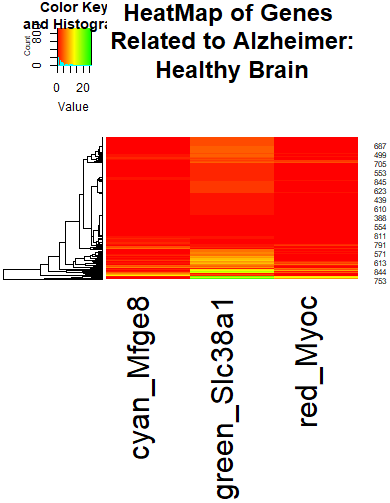 Color Key
and Histogra
HeatMap of Genes
Related to Alzheimer:
Healthy Brain
Count
0
80
0
20
Value
687
499
705
553
845
623
439
610
388
554
811
791
571
613
844
753
cyan_Mfge8
green_Slc38a1
red_Myoc